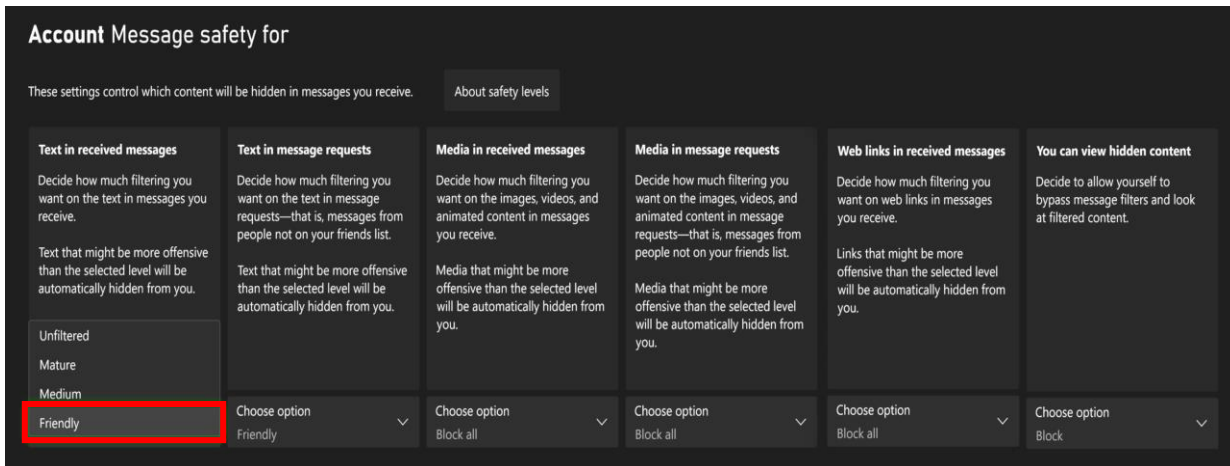 Account Message safety for
These settings control which content will be hidden in messages you receive.
About safety levels
Text in received messages
Decide how much filtering you
want on the text in messages you
receive.
Text that might be more offensive
than the selected level will be
automatically hidden from you.
Unfiltered
Mature
Medium
Friendly
Text in message requests
Decide how much filtering you
want on the text in message
requests—that is, messages from
people not on your friends list.
Text that might be more offensive
than the selected level will be
automatically hidden from you.
Choose option
Friendly
Media in received messages
Decide how much filtering you
want on the images, videos, and
animated content in messages
you receive.
Media that might be more
offensive than the selected level
will be automatically hidden from
you.
Choose option
Block all
Media in message requests
Decide how much filtering you
want on the images, videos, and
animated content in message
requests—that is, messages from
people not on your friends list.
Media that might be more
offensive than the selected level
will be automatically hidden from
you.
Choose option
Block all
Web links in received messages
Decide how much filtering you
want on web links in messages
you receive.
Links that might be more
offensive than the selected level
will be automatically hidden from
you.
Choose option
Block all
You can view hidden content
Decide to allow yourself to
bypass message filters and look
at filtered content.
Choose option
Block